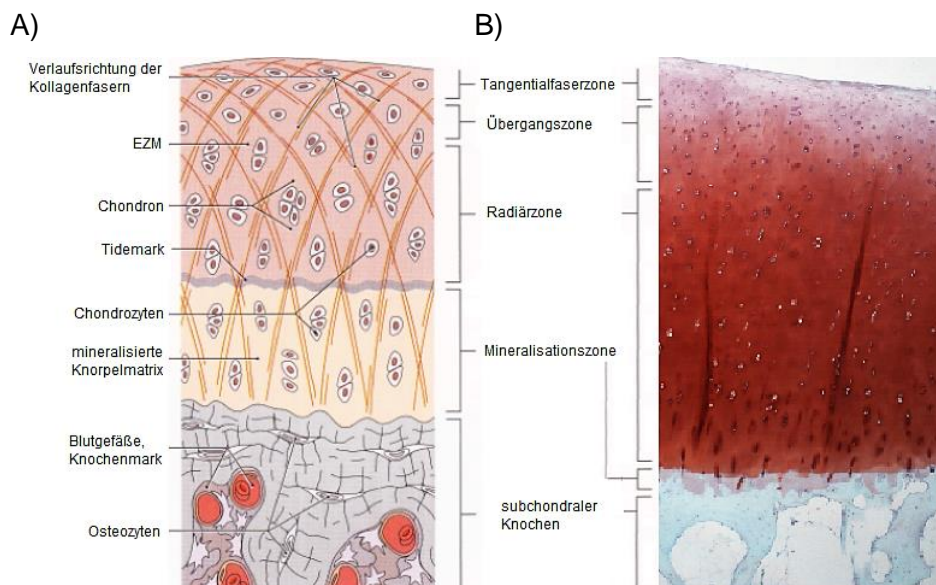 A)
B)
Verlaufsrichtung der
Kollagenfasern
EZM
Chondron
Tidemark
Chondrozyten
mineralisierte
Knorpelmatrix
Blutgefäße,
Knochenmark
Osteozyten
Tangentialfaserzone
Übergangszone
Radiärzone
Mineralisationszone
subchondraler
Knochen